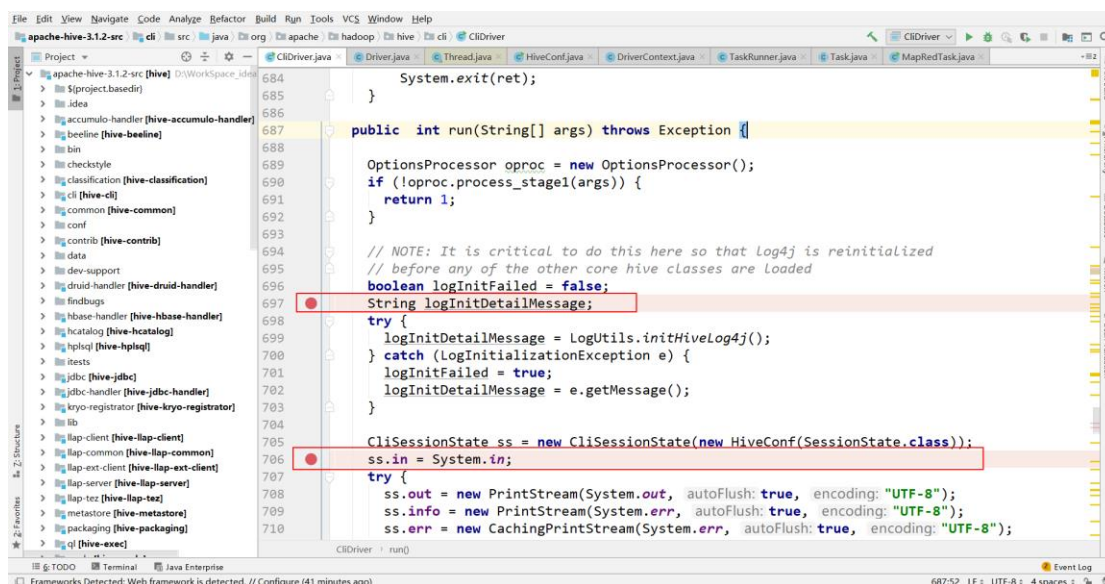 File Edit View Navigate Code Analyze Refactor Build Run Tools VCS Window Help
apache-hive-3.1.2-src cli src java org apache hadoop hive cli CliDriver
CliDriver
Project
CliDriver.java Driver.java Thread.java HiveConf.java DriverContext.java TaskRunner.java Task.java MapRedTask.java
1: Project
apache-hive-3.1.2-src [hive] D:\WorkSpace_idea
${project.basedir}
.idea
accumulo-handler [hive-accumulo-handler]
beeline [hive-beeline]
bin
checkstyle
classification [hive-classification]
cli [hive-cli]
common [hive-common]
conf
contrib [hive-contrib]
data
dev-support
druid-handler [hive-druid-handler]
findbugs
hbase-handler [hive-hbase-handler]
hcatalog [hive-hcatalog]
hplsql [hive-hplsql]
itests
jdbc [hive-jdbc]
jdbc-handler [hive-jdbc-handler]
kryo-registrator [hive-kryo-registrator]
lib
llap-client [hive-llap-client]
llap-common [hive-llap-common]
llap-ext-client [hive-llap-ext-client]
llap-server [hive-llap-server]
llap-tez [hive-llap-tez]
metastore [hive-metastore]
packaging [hive-packaging]
ql [hive-exec]
Z: Structure
2: Favorites
684 System.exit(ret);
685 }
686
687 public int run(String[] args) throws Exception {
688
689 OptionsProcessor oproc = new OptionsProcessor();
690 if (!oproc.process_stage1(args)) {
691 return 1;
692 }
693
694 // NOTE: It is critical to do this here so that log4j is reinitialized
695 // before any of the other core hive classes are loaded
696 boolean logInitFailed = false;
697 String logInitDetailMessage;
698 try {
699 logInitDetailMessage = LogUtils.initHiveLog4j();
700 } catch (LogInitializationException e) {
701 logInitFailed = true;
702 logInitDetailMessage = e.getMessage();
703 }
704
705 CliSessionState ss = new CliSessionState(new HiveConf(SessionState.class));
706 ss.in = System.in;
707 try {
708 ss.out = new PrintStream(System.out, autoFlush: true, encoding: "UTF-8");
709 ss.info = new PrintStream(System.err, autoFlush: true, encoding: "UTF-8");
710 ss.err = new CachingPrintStream(System.err, autoFlush: true, encoding: "UTF-8");
CliDriver › run()
6: TODO Terminal Java Enterprise
Event Log
Frameworks Detected: Web framework is detected. // Configure (41 minutes ago)
687:52 LF UTF-8 4 spaces